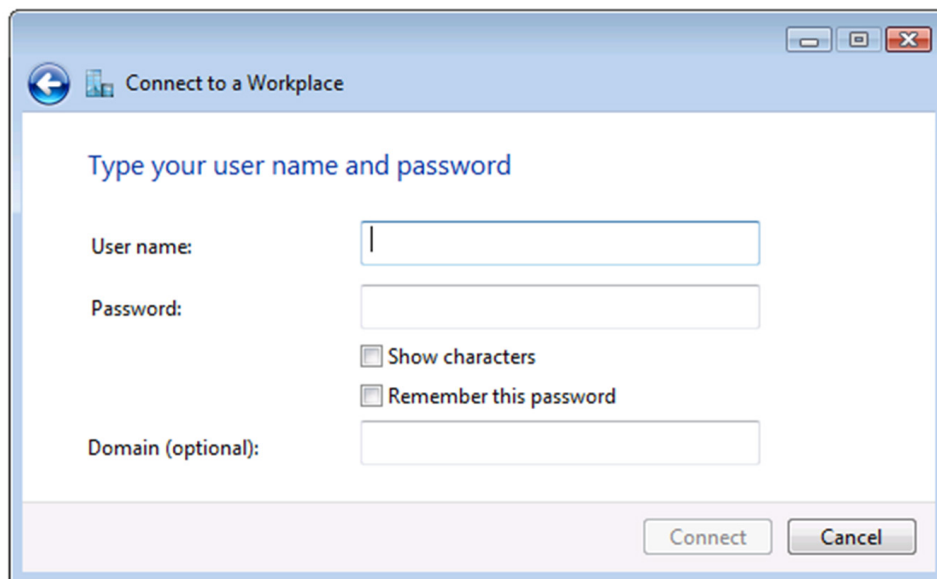 Connect to a Workplace
Type your user name and password
User name:
Password:
Show characters
Remember this password
Domain (optional):
Connect Cancel